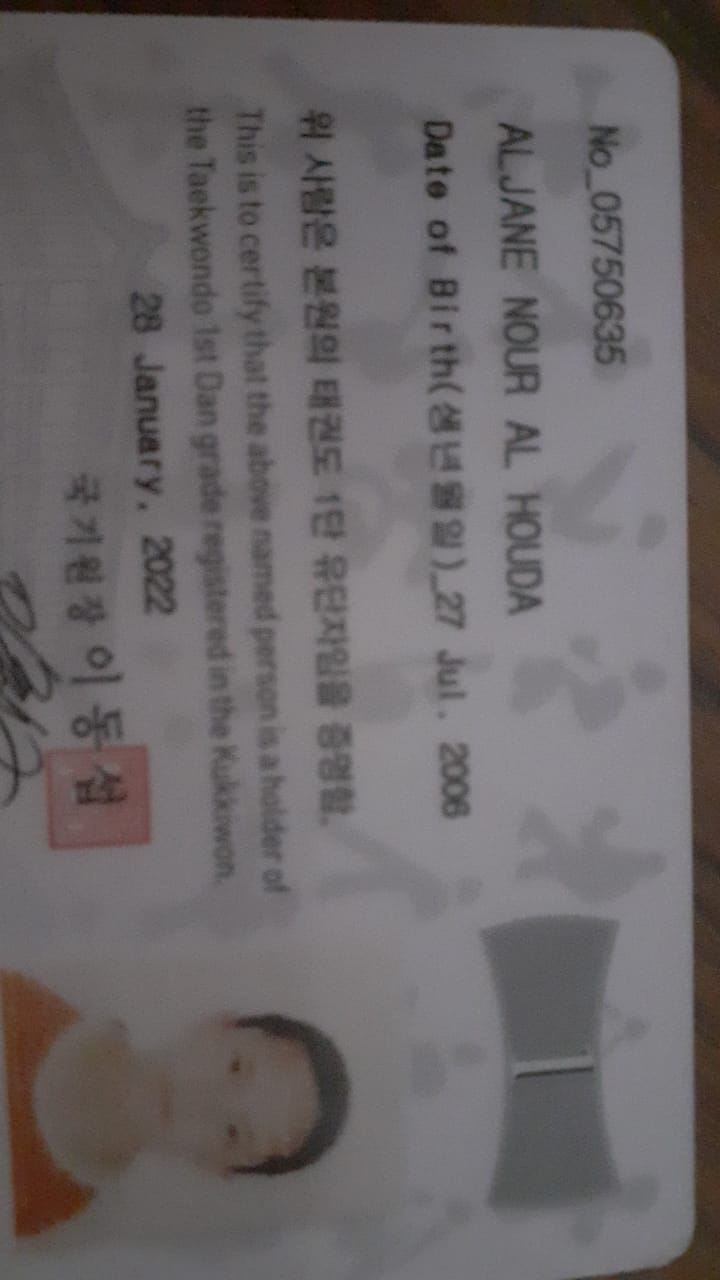 No_05750635
ALJANE NOUR AL HOUDA
Date of Birth(생년월일)_27 Jul. 2006
1
위 사람은 본원의 태권도 1단 유단자임을 증명함.
This is to certify that the above named person is a holder of
the Taekwondo 1st Dan grade registered in the Kukkiwon.
28 January, 2022
국기원장 이동섭